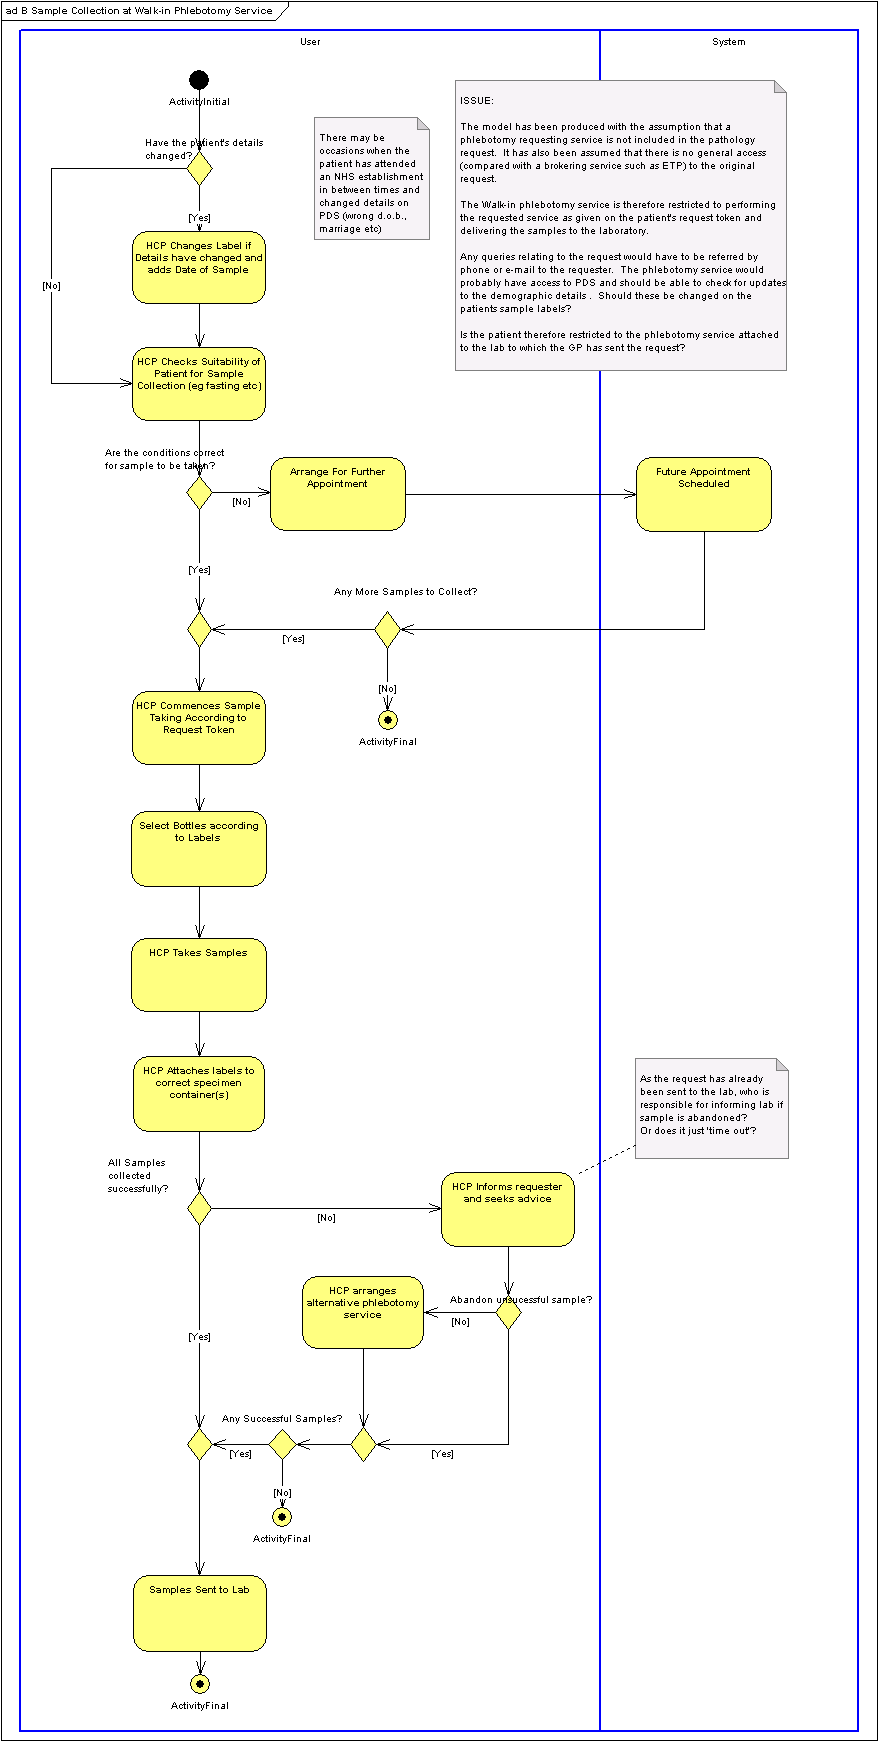 ad B Sample Collection at Walk-in Phlebotomy Service
User
System
ActivityInitial
Have the patient's details
changed?
[No]
[Yes]
There may be
occasions when the
patient has attended
an NHS establishment
in between times and
changed details on
PDS (wrong d.o.b.,
marriage etc)
ISSUE:
The model has been produced with the assumption that a
phlebotomy requesting service is not included in the pathology
request.  It has also been assumed that there is no general access
(compared with a brokering service such as ETP) to the original
request.
The Walk-in phlebotomy service is therefore restricted to performing
the requested service as given on the patient's request token and
delivering the samples to the laboratory.
Any queries relating to the request would have to be referred by
phone or e-mail to the requester.  The phlebotomy service would
probably have access to PDS and should be able to check for updates
to the demographic details .  Should these be changed on the
patients sample labels?
Is the patient therefore restricted to the phlebotomy service attached
to the lab to which the GP has sent the request?
HCP Changes Label if
Details have changed and
adds Date of Sample
HCP Checks Suitability of
Patient for Sample
Collection (eg fasting etc)
Are the conditions correct
for sample to be taken?
[No]
[Yes]
Arrange For Further
Appointment
Future Appointment
Scheduled
Any More Samples to Collect?
[Yes]
[No]
ActivityFinal
HCP Commences Sample
Taking According to
Request Token
Select Bottles according
to Labels
HCP Takes Samples
HCP Attaches labels to
correct specimen
container(s)
As the request has already
been sent to the lab, who is
responsible for informing lab if
sample is abandoned?
Or does it just 'time out'?
All Samples
collected
successfully?
[No]
[Yes]
HCP Informs requester
and seeks advice
Abandon unsucessful sample?
[No]
[Yes]
HCP arranges
alternative phlebotomy
service
Any Successful Samples?
[Yes]
[No]
ActivityFinal
Samples Sent to Lab
ActivityFinal